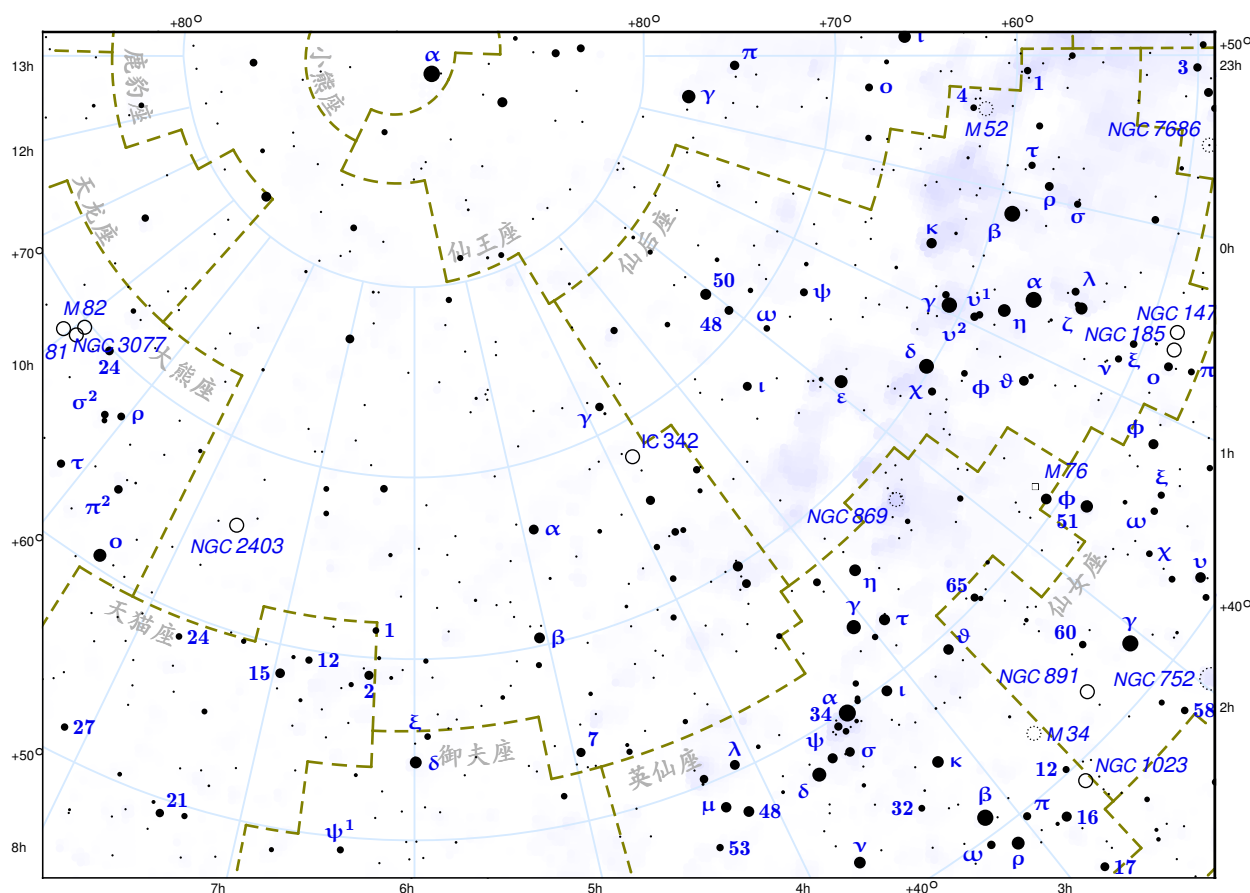 +80°
+80°
+70°
+60°
+50°
23h
13h
12h
+70°
10h
+60°
+50°
8h
7h
6h
5h
4h
+40°
3h
2h
+40°
1h
0h
鹿豹座
小熊座
天龙座
大熊座
仙王座
仙后座
天猫座
御夫座
英仙座
仙女座
α
π
γ
ι
ο
4
M 52
1
3
NGC 7686
τ
ρ
σ
β
κ
50
48
ψ
ω
γ
υ¹
υ²
η
α
λ
ζ
NGC 147
NGC 185
ν
ξ
ο
π
δ
χ
φ
ϑ
ε
ι
M 82
81
NGC 3077
24
σ²
ρ
τ
π²
ο
NGC 2403
γ
IC 342
α
β
NGC 869
M 76
φ
51
φ
ξ
ω
χ
υ
η
γ
τ
65
ϑ
60
γ
NGC 891
NGC 752
58
M 34
12
NGC 1023
24
15
12
1
2
27
21
ξ
δ
ψ¹
7
λ
μ
48
53
α
34
ψ
σ
δ
ι
κ
32
β
ω
π
ρ
16
17
ν